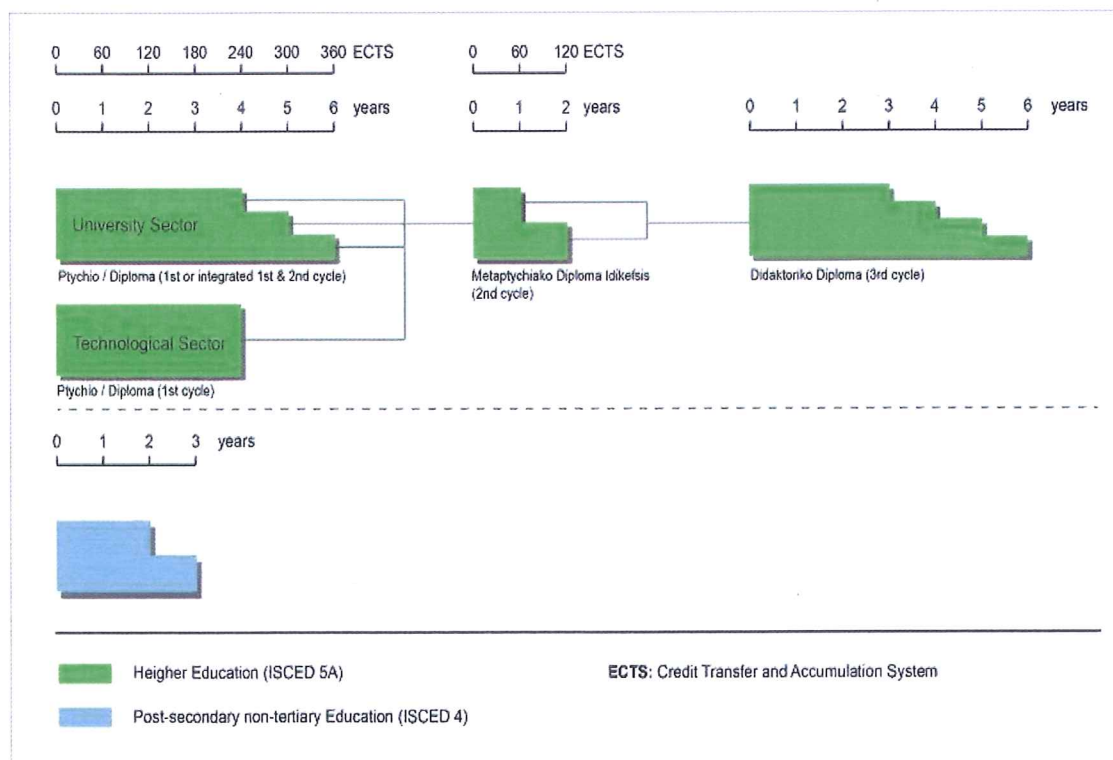 0 60 120 180 240 300 360 ECTS
0 60 120 ECTS
0 1 2 3 4 5 6 years
0 1 2 years
0 1 2 3 4 5 6 years
University Sector
Ptychio / Diploma (1st or integrated 1st & 2nd cycle)
Metaptychiako Diploma Idikefsis
(2nd cycle)
Didaktoriko Diploma (3rd cycle)
Technological Sector
Ptychio / Diploma (1st cycle)
0 1 2 3 years
Heigher Education (ISCED 5A)
ECTS: Credit Transfer and Accumulation System
Post-secondary non-tertiary Education (ISCED 4)